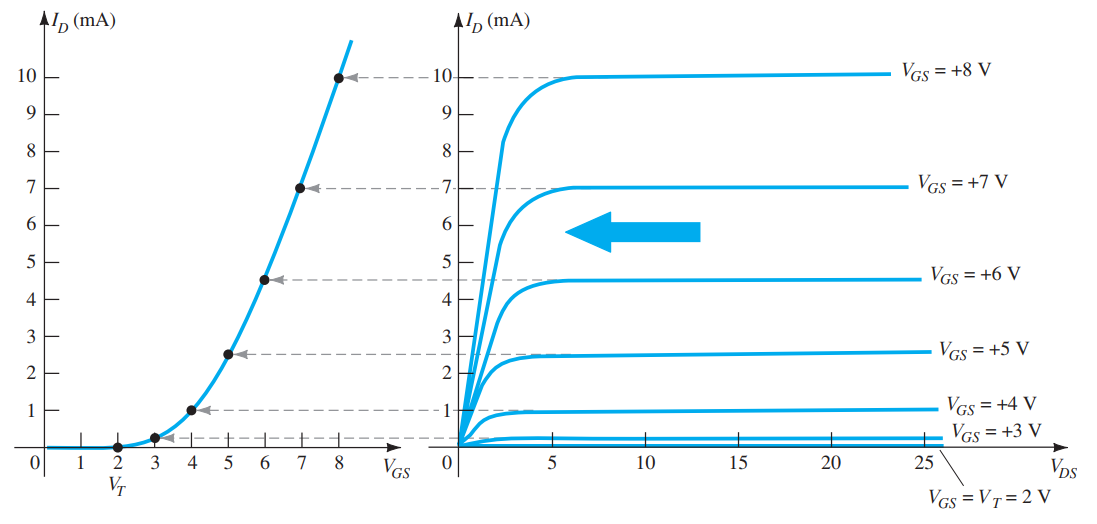 I_D (mA)
10
9
8
7
6
5
4
3
2
1
0 1 2 3 4 5 6 7 8 V_GS
V_T
I_D (mA)
10
9
8
7
6
5
4
3
2
1
0 5 10 15 20 25 V_DS
V_GS = +8 V
V_GS = +7 V
V_GS = +6 V
V_GS = +5 V
V_GS = +4 V
V_GS = +3 V
V_GS = V_T = 2 V